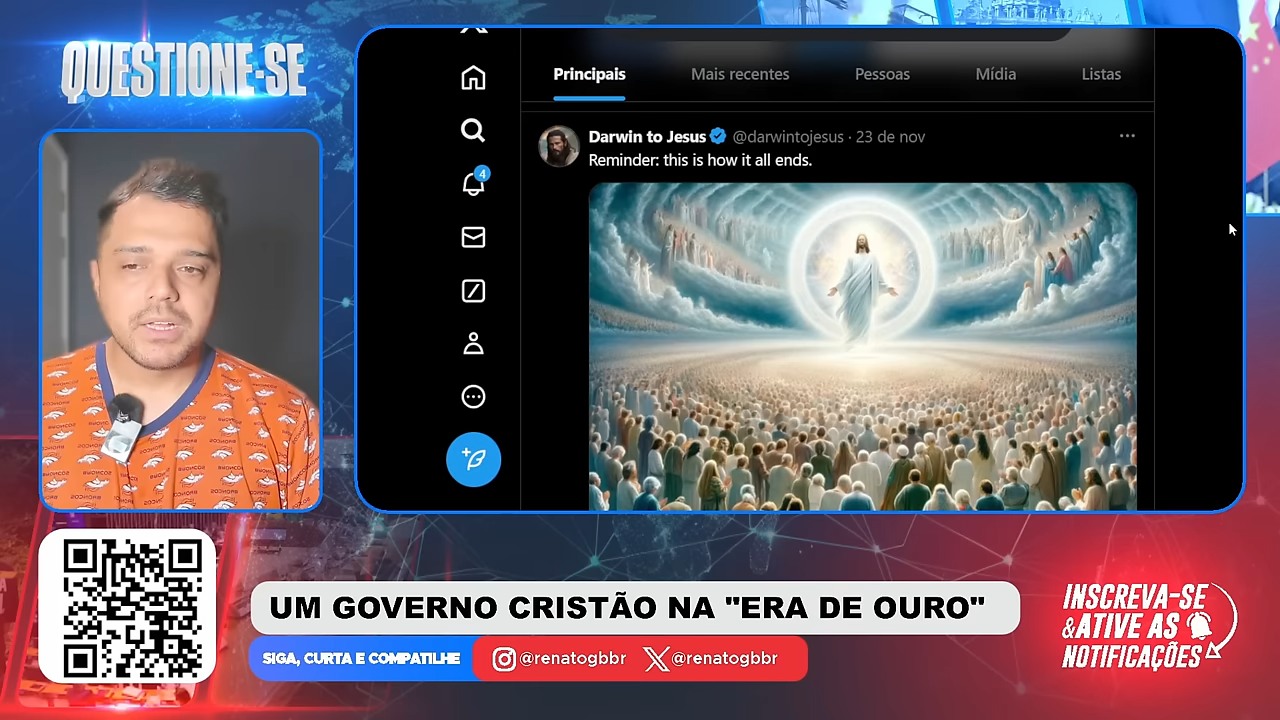 QUESTIONE-SE
Principais Mais recentes Pessoas Mídia Listas
4
Darwin to Jesus @darwintojesus · 23 de nov
Reminder: this is how it all ends.
BRONCOS
UM GOVERNO CRISTÃO NA "ERA DE OURO"
SIGA, CURTA E COMPATILHE @renatogbbr @renatogbbr
INSCREVA-SE
&ATIVE AS
NOTIFICAÇÕES